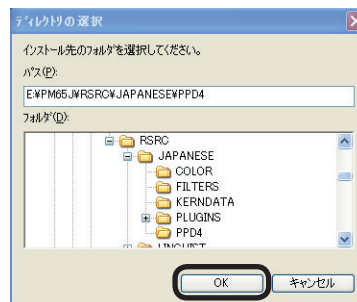 ディレクトリの選択
インストール先のフォルダを選択してください。
パス(P):
E:¥PM65J¥RSRC¥JAPANESE¥PPD4
フォルダ(D):
RSRC
JAPANESE
COLOR
FILTERS
KERNDATA
PLUGINS
PPD4
LINGUIST
OK
キャンセル